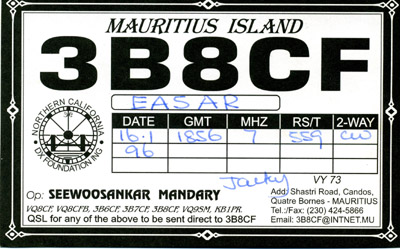 MAURITIUS ISLAND
3B8CF
EA5AR
NORTHERN CALIFORNIA DX FOUNDATION INC
DATE GMT MHZ RS/T 2-WAY
16.1 1856 7 559 CW
96
Jacky VY 73
Op: SEEWOOSANKAR MANDARY
VQ8CF, VQ8CFB, 3B6CF, 3B7CF, 3B8CF, VQ9SM, KB1PR.
QSL for any of the above to be sent direct to 3B8CF
Add: Shastri Road, Candos,
Quatre Bornes - MAURITIUS
Tel.:/Fax: (230) 424-5866
Email: 3B8CF@INTNET.MU